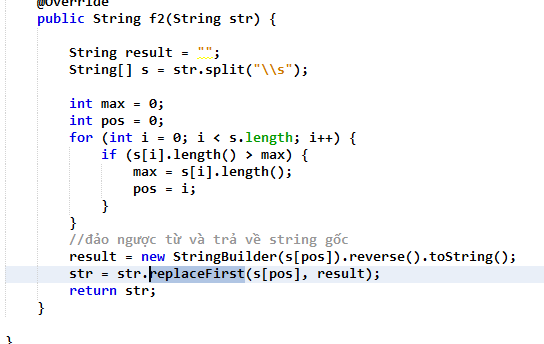 @Override
public String f2(String str) {
String result = "";
String[] s = str.split("\\s");
int max = 0;
int pos = 0;
for (int i = 0; i < s.length; i++) {
if (s[i].length() > max) {
max = s[i].length();
pos = i;
}
}
//đảo ngược từ và trả về string gốc
result = new StringBuilder(s[pos]).reverse().toString();
str = str.replaceFirst(s[pos], result);
return str;
}
}